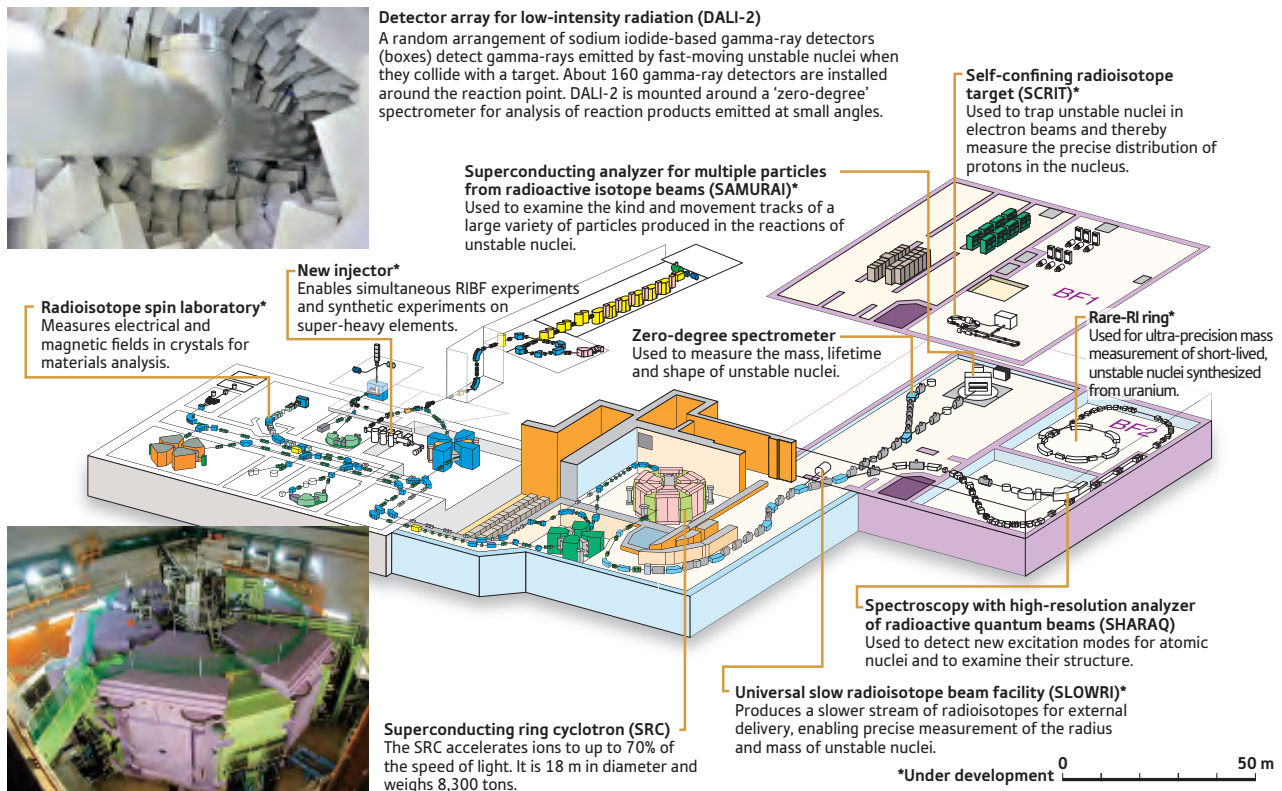 Detector array for low-intensity radiation (DALI-2)
A random arrangement of sodium iodide-based gamma-ray detectors
(boxes) detect gamma-rays emitted by fast-moving unstable nuclei when
they collide with a target. About 160 gamma-ray detectors are installed
around the reaction point. DALI-2 is mounted around a ‘zero-degree’
spectrometer for analysis of reaction products emitted at small angles.
Self-confining radioisotope
target (SCRIT)*
Used to trap unstable nuclei in
electron beams and thereby
measure the precise distribution of
protons in the nucleus.
Superconducting analyzer for multiple particles
from radioactive isotope beams (SAMURAI)*
Used to examine the kind and movement tracks of a
large variety of particles produced in the reactions of
unstable nuclei.
New injector*
Enables simultaneous RIBF experiments
and synthetic experiments on
super-heavy elements.
Radioisotope spin laboratory*
Measures electrical and
magnetic fields in crystals for
materials analysis.
Zero-degree spectrometer
Used to measure the mass, lifetime
and shape of unstable nuclei.
BF1
Rare-RI ring*
Used for ultra-precision mass
measurement of short-lived,
unstable nuclei synthesized
from uranium.
BF2
Spectroscopy with high-resolution analyzer
of radioactive quantum beams (SHARAQ)
Used to detect new excitation modes for atomic
nuclei and to examine their structure.
Universal slow radioisotope beam facility (SLOWRI)*
Produces a slower stream of radioisotopes for external
delivery, enabling precise measurement of the radius
and mass of unstable nuclei.
Superconducting ring cyclotron (SRC)
The SRC accelerates ions to up to 70% of
the speed of light. It is 18 m in diameter and
weighs 8,300 tons.
*Under development
0 50 m